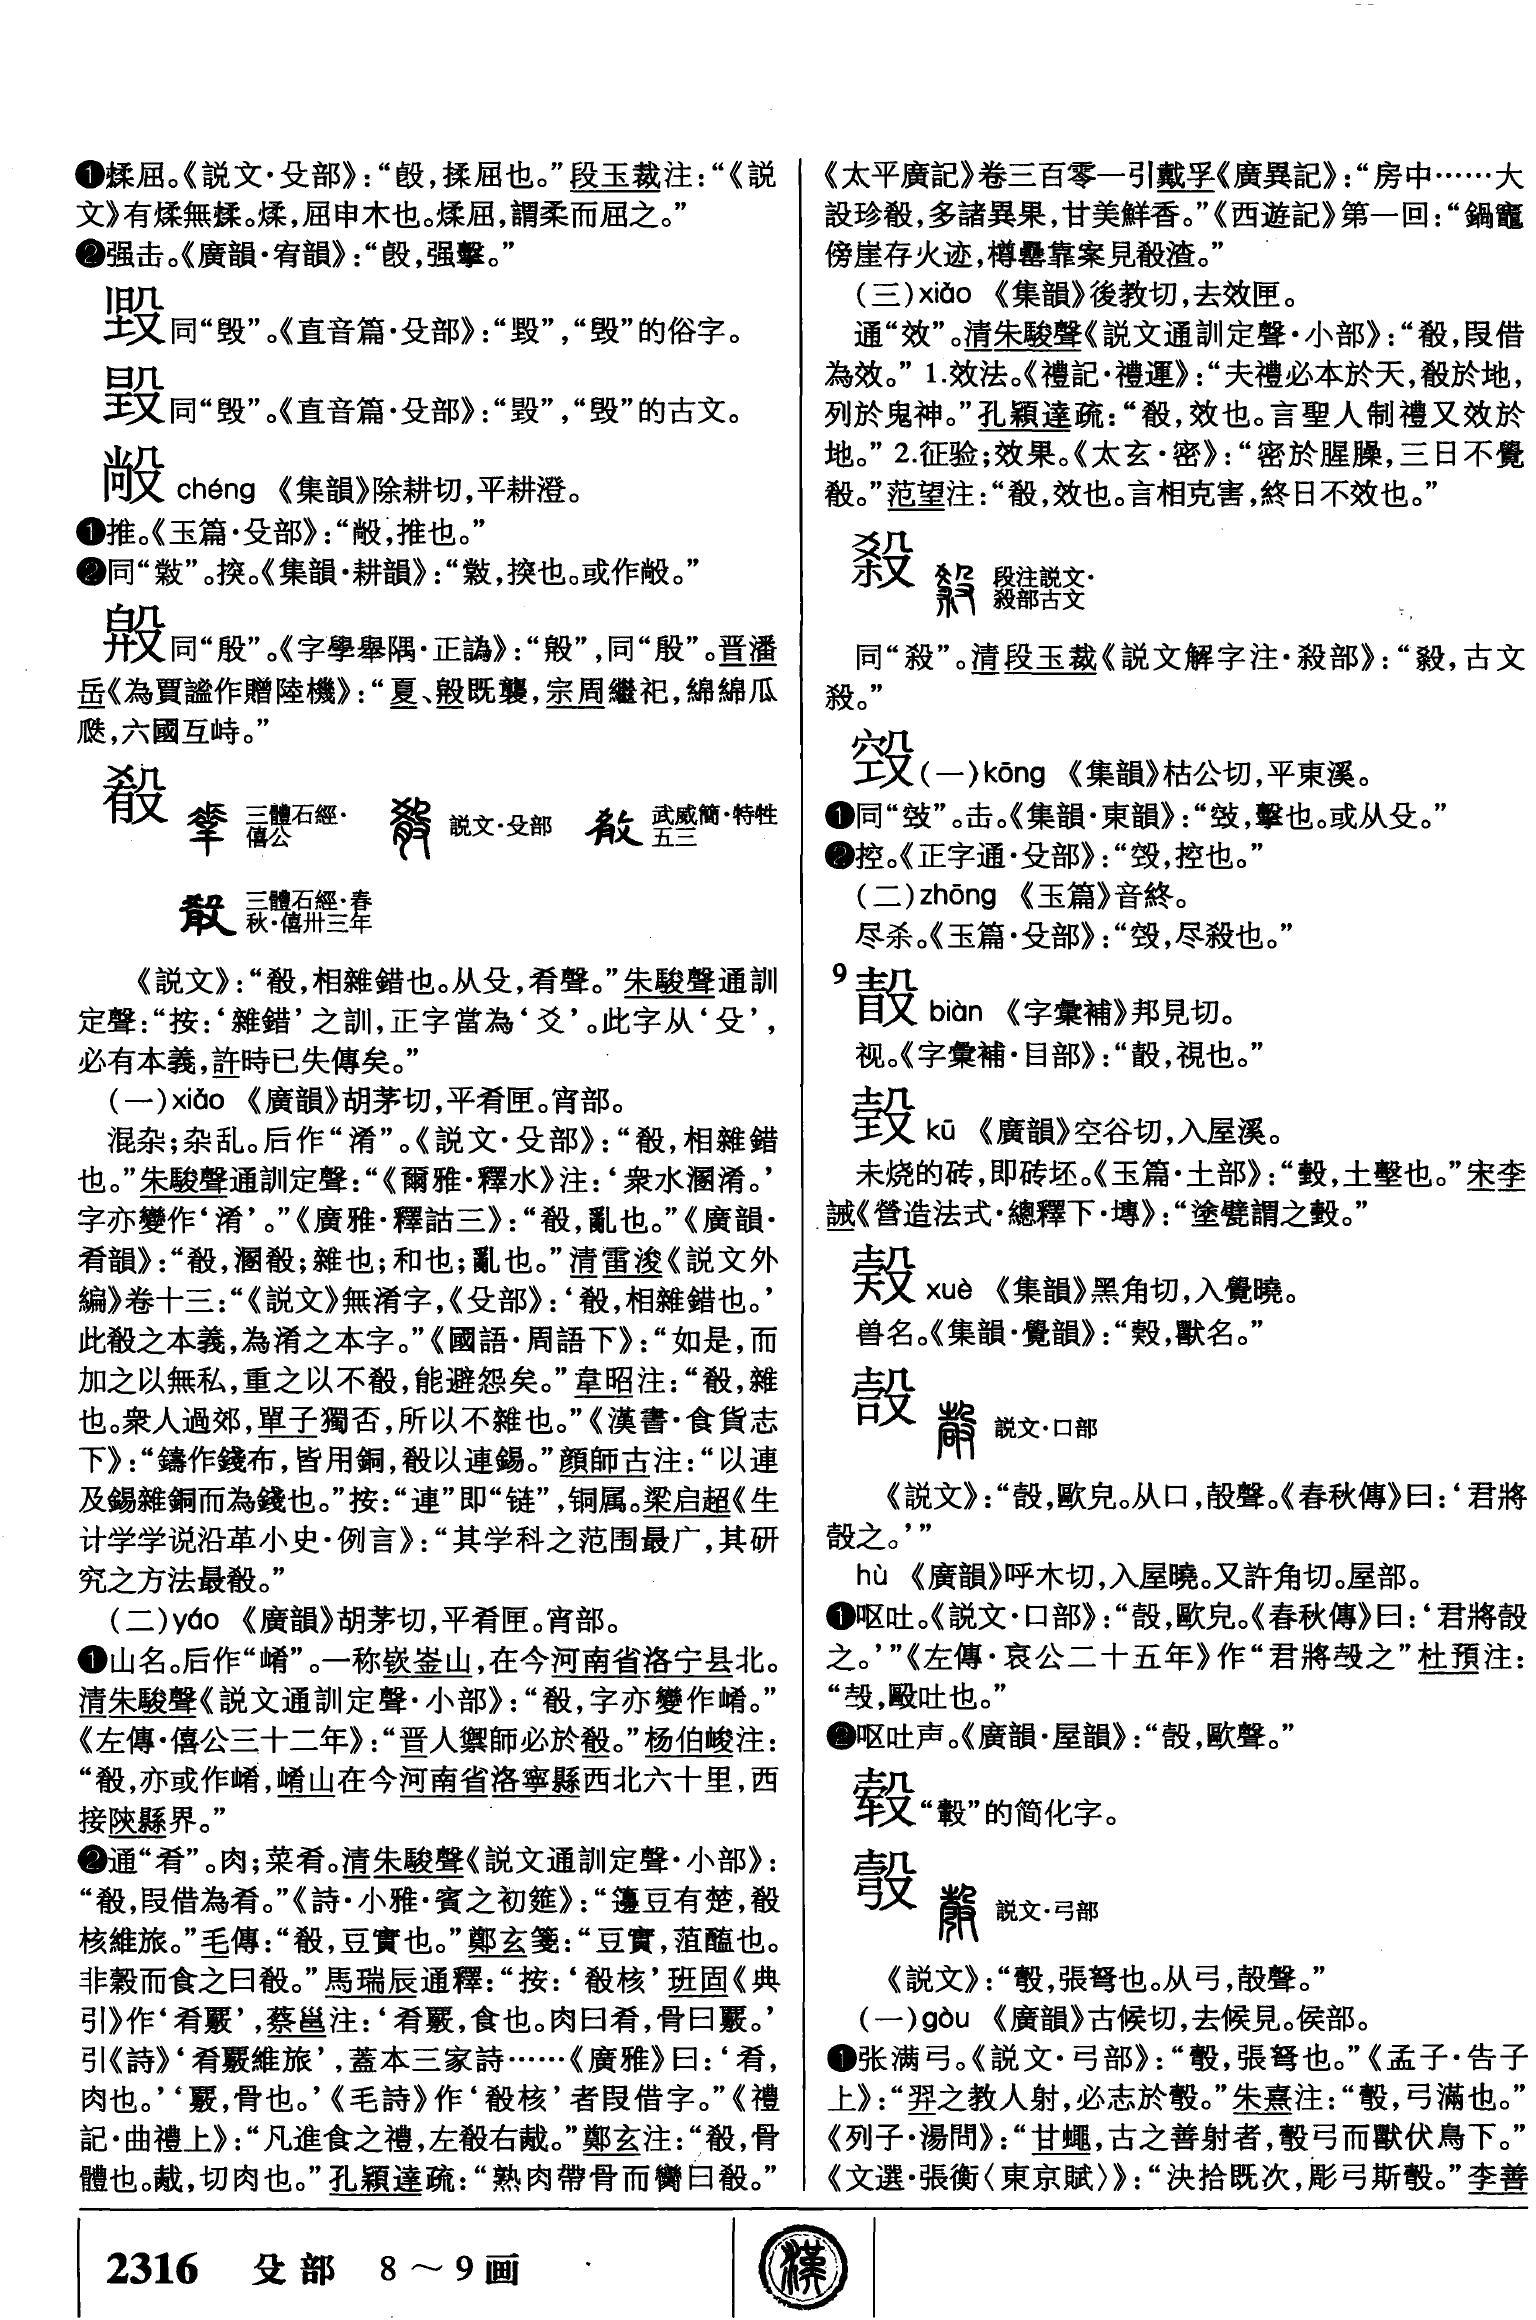 ❶煣屈。《説文·殳部》：“𣪘，揉屈也。”段玉裁注：“《説
文》有煣無揉。煣，屈申木也。煣屈，謂柔而屈之。”
❷强击。《廣韻·宥韻》：“𣪘，强擊。”
同“毁”。《直音篇·殳部》：“毇”，“毁”的俗字。
同“毁”。《直音篇·殳部》：“”，“毁”的古文。
chéng 《集韻》除耕切，平耕澄。
❶推。《玉篇·殳部》：“，推也。”
❷同“”。揬。《集韻·耕韻》：“，揬也。或作。”
同“殷”。《字學舉隅·正譌》：“”，同“殷”。晋潘
岳《為賈謐作贈陸機》：“夏、既襲，宗周繼祀，綿綿瓜
瓞，六國互峙。”
殽
三體石經·
僖公
説文·殳部
武威簡·特牲
五三
三體石經·春
秋·僖卅三年
《説文》：“殽，相雜錯也。从殳，肴聲。”朱駿聲通訓
定聲：“按：‘雜錯’之訓，正字當為‘爻’。此字从‘殳’，
必有本義，許時已失傳矣。”
（一）xiǎo 《廣韻》胡茅切，平肴匣。宵部。
混杂；杂乱。后作“淆”。《説文·殳部》：“殽，相雜錯
也。”朱駿聲通訓定聲：“《爾雅·釋水》注：‘衆水溷淆。’
字亦變作‘淆’。”《廣雅·釋詁三》：“殽，亂也。”《廣韻·
肴韻》：“殽，溷殽；雜也；和也；亂也。”清雷浚《説文外
編》卷十三：“《説文》無淆字，《殳部》：‘殽，相雜錯也。’
此殽之本義，為淆之本字。”《國語·周語下》：“如是，而
加之以無私，重之以不殽，能避怨矣。”韋昭注：“殽，雜
也。衆人過郊，單子獨否，所以不雜也。”《漢書·食貨志
下》：“鑄作錢布，皆用銅，殽以連錫。”顔師古注：“以連
及錫雜銅而為錢也。”按：“連”即“链”，铜属。梁启超《生
计学学说沿革小史·例言》：“其学科之范围最广，其研
究之方法最殽。”
（二）yáo 《廣韻》胡茅切，平肴匣。宵部。
❶山名。后作“崤”。一称嵚崟山，在今河南省洛宁县北。
清朱駿聲《説文通訓定聲·小部》：“殽，字亦變作崤。”
《左傳·僖公三十二年》：“晋人禦師必於殽。”杨伯峻注：
“殽，亦或作崤，崤山在今河南省洛寧縣西北六十里，西
接陝縣界。”
❷通“肴”。肉；菜肴。清朱駿聲《説文通訓定聲·小部》：
“殽，叚借為肴。”《詩·小雅·賓之初筵》：“籩豆有楚，殽
核維旅。”毛傳：“殽，豆實也。”鄭玄箋：“豆實，菹醢也。
非穀而食之曰殽。”馬瑞辰通釋：“按：‘殽核’班固《典
引》作‘肴覈’，蔡邕注：‘肴覈，食也。肉曰肴，骨曰覈。’
引《詩》‘肴覈維旅’，蓋本三家詩……《廣雅》曰：‘肴，
肉也。’‘覈，骨也。’《毛詩》作‘殽核’者叚借字。”《禮
記·曲禮上》：“凡進食之禮，左殽右胾。”鄭玄注：“殽，骨
體也。胾，切肉也。”孔穎達疏：“熟肉帶骨而臠曰殽。”
《太平廣記》卷三百零一引戴孚《廣異記》：“房中……大
設珍殽，多諸異果，甘美鮮香。”《西遊記》第一回：“鍋竈
傍崖存火迹，樽罍靠案見殽渣。”
（三）xiǎo 《集韻》後教切，去效匣。
通“效”。清朱駿聲《説文通訓定聲·小部》：“殽，叚借
為效。”1.效法。《禮記·禮運》：“夫禮必本於天，殽於地，
列於鬼神。”孔穎達疏：“殽，效也。言聖人制禮又效於
地。”2.征验；效果。《太玄·密》：“密於腥臊，三日不覺
殽。”范望注：“殽，效也。言相克害，終日不效也。”
段注説文·
殺部古文
同“殺”。清段玉裁《説文解字注·殺部》：“，古文
殺。”
（一）kōng 《集韻》枯公切，平東溪。
❶同“㪬”。击。《集韻·東韻》：“㪬，擊也。或从殳。”
❷控。《正字通·殳部》：“，控也。”
（二）zhōng 《玉篇》音終。
尽杀。《玉篇·殳部》：“，尽殺也。”
9
biàn 《字彙補》邦見切。
视。《字彙補·目部》：“，視也。”
kū 《廣韻》空谷切，入屋溪。
未烧的砖，即砖坯。《玉篇·土部》：“，土墼也。”宋李
誡《營造法式·總釋下·塼》：“塗甓謂之。”
xuè 《集韻》黑角切，入覺曉。
兽名。《集韻·覺韻》：“，獸名。”
説文·口部
《説文》：“嗀，歐皃。从口，㱿聲。《春秋傳》曰：‘君將
嗀之。’”
hù 《廣韻》呼木切，入屋曉。又許角切。屋部。
❶呕吐。《説文·口部》：“嗀，歐皃。《春秋傳》曰：‘君將嗀
之。’”《左傳·哀公二十五年》作“君將㱿之”杜預注：
“㱿，毆吐也。”
❷呕吐声。《廣韻·屋韻》：“嗀，歐聲。”
毂“轂”的简化字。
彀
説文·弓部
《説文》：“彀，張弩也。从弓，㱿聲。”
（一）gòu 《廣韻》古候切，去候見。侯部。
❶张满弓。《説文·弓部》：“彀，張弩也。”《孟子·告子
上》：“羿之教人射，必志於彀。”朱熹注：“彀，弓滿也。”
《列子·湯問》：“甘蠅，古之善射者，彀弓而獸伏鳥下。”
《文選·張衡〈東京賦〉》：“決拾既次，彫弓斯彀。”李善
2316 殳部 8～9画
漢